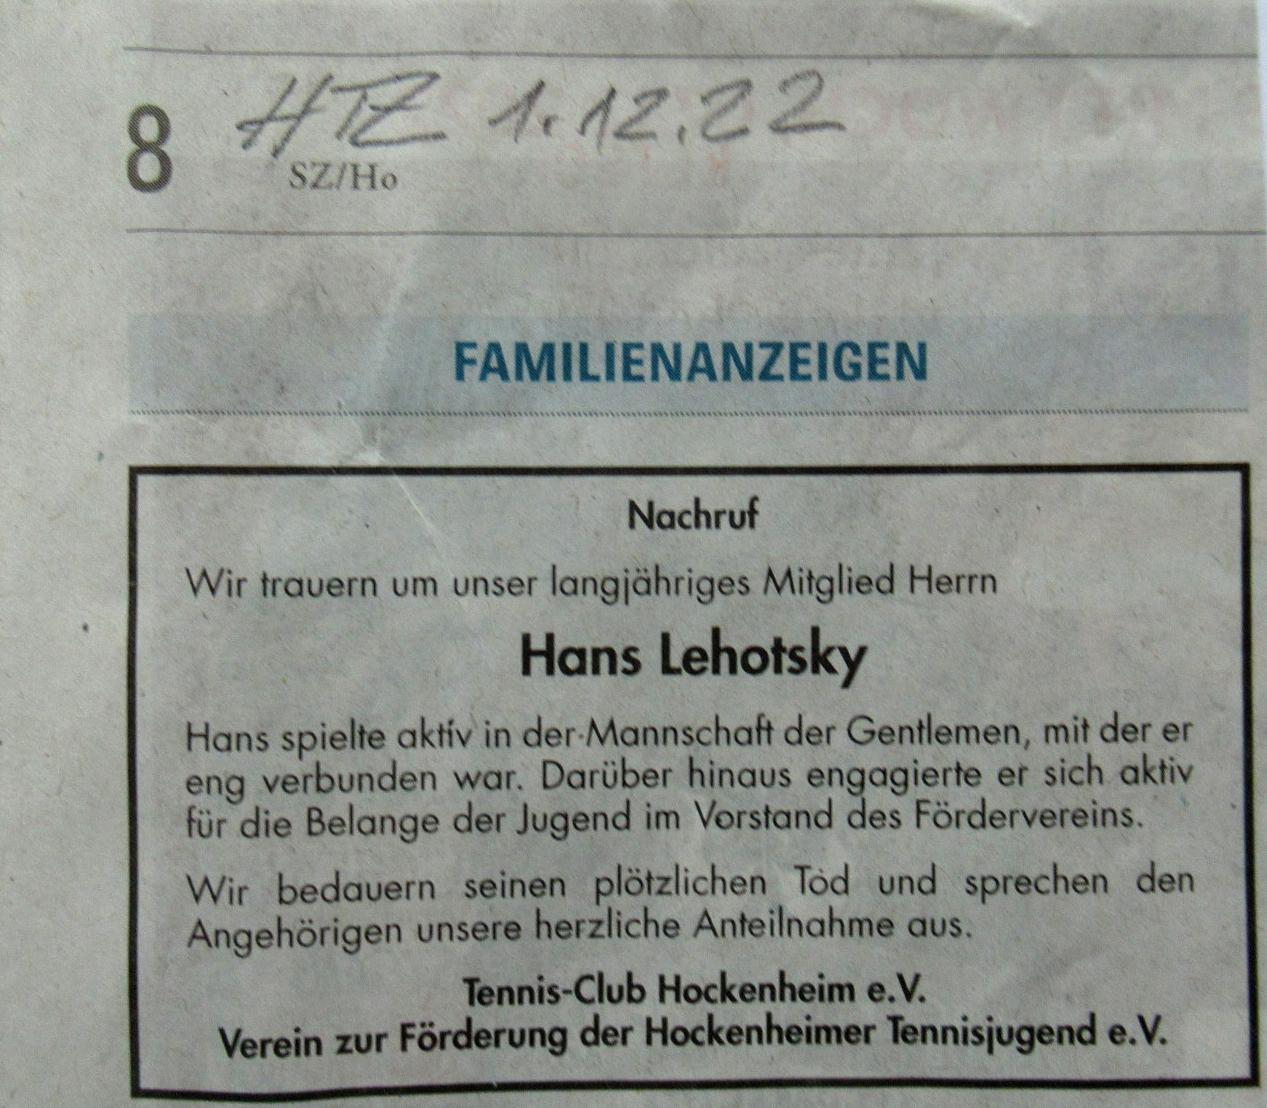 HTZ 1.12.22
8
SZ/Ho
FAMILIENANZEIGEN
Nachruf
Wir trauern um unser langjähriges Mitglied Herrn
Hans Lehotsky
Hans spielte aktiv in der Mannschaft der Gentlemen, mit der er
eng verbunden war. Darüber hinaus engagierte er sich aktiv
für die Belange der Jugend im Vorstand des Fördervereins.
Wir bedauern seinen plötzlichen Tod und sprechen den
Angehörigen unsere herzliche Anteilnahme aus.
Tennis-Club Hockenheim e.V.
Verein zur Förderung der Hockenheimer Tennisjugend e.V.